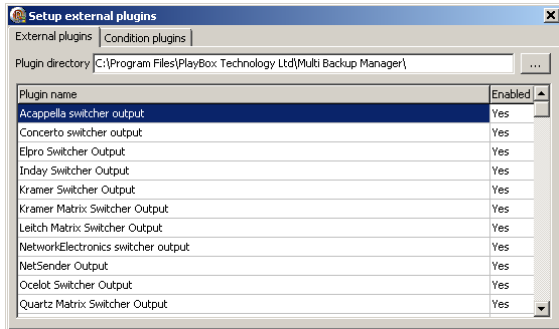 Setup external plugins
External plugins Condition plugins
Plugin directory C:\Program Files\PlayBox Technology Ltd\Multi Backup Manager\ ...
Plugin name Enabled
Acappella switcher output Yes
Concerto switcher output Yes
Elpro Switcher Output Yes
Inday Switcher Output Yes
Kramer Switcher Output Yes
Kramer Matrix Switcher Output Yes
Leitch Matrix Switcher Output Yes
NetworkElectronics switcher output Yes
NetSender Output Yes
Ocelot Switcher Output Yes
Quartz Matrix Switcher Output Yes